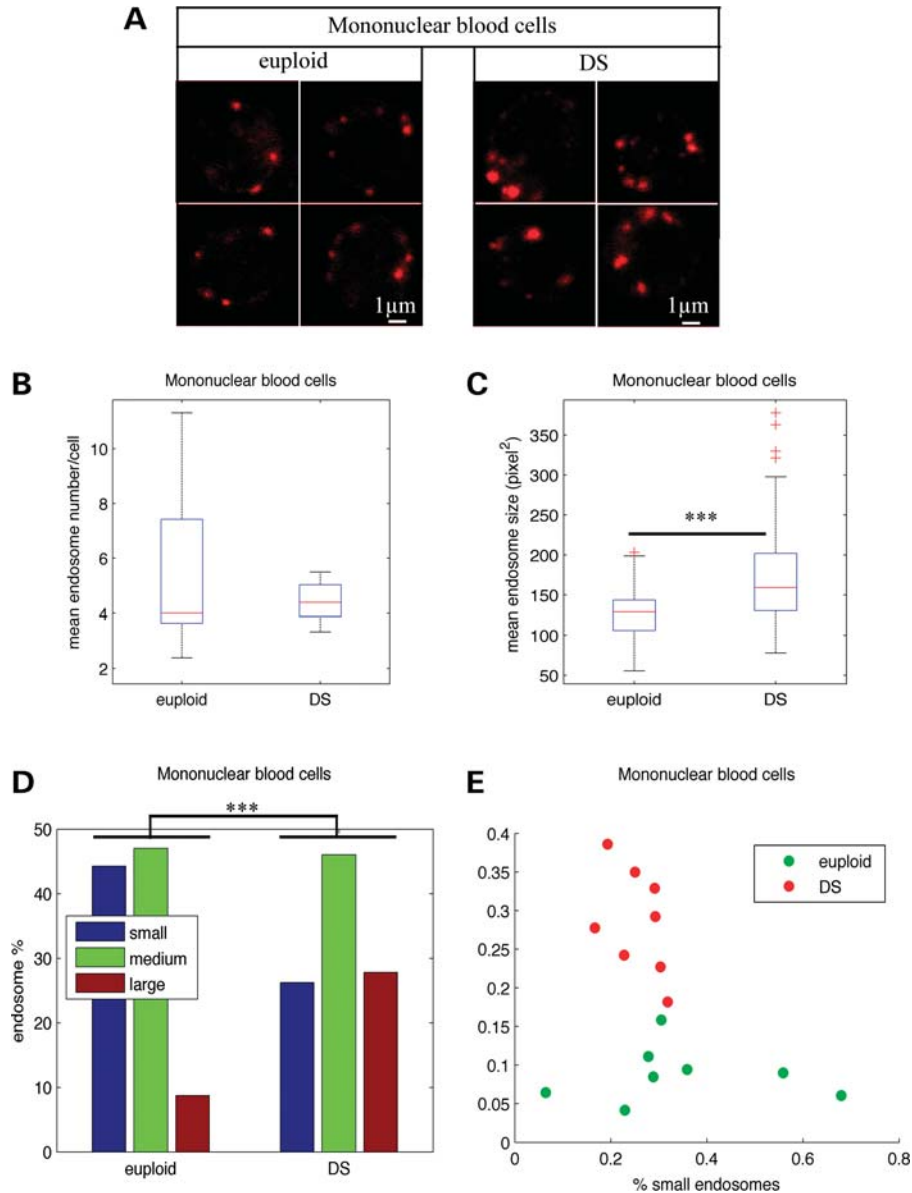 A
Mononuclear blood cells
euploid
DS
1µm
1µm
B
Mononuclear blood cells
mean endosome number/cell
10
8
6
4
2
euploid
DS
C
Mononuclear blood cells
mean endosome size (pixel²)
350
300
250
200
150
100
50
***
euploid
DS
D
Mononuclear blood cells
***
endosome %
50
40
30
20
10
0
small
medium
large
euploid
DS
E
Mononuclear blood cells
0.4
0.35
0.3
0.25
0.2
0.15
0.1
0.05
0
euploid
DS
0
0.2
0.4
0.6
0.8
% small endosomes